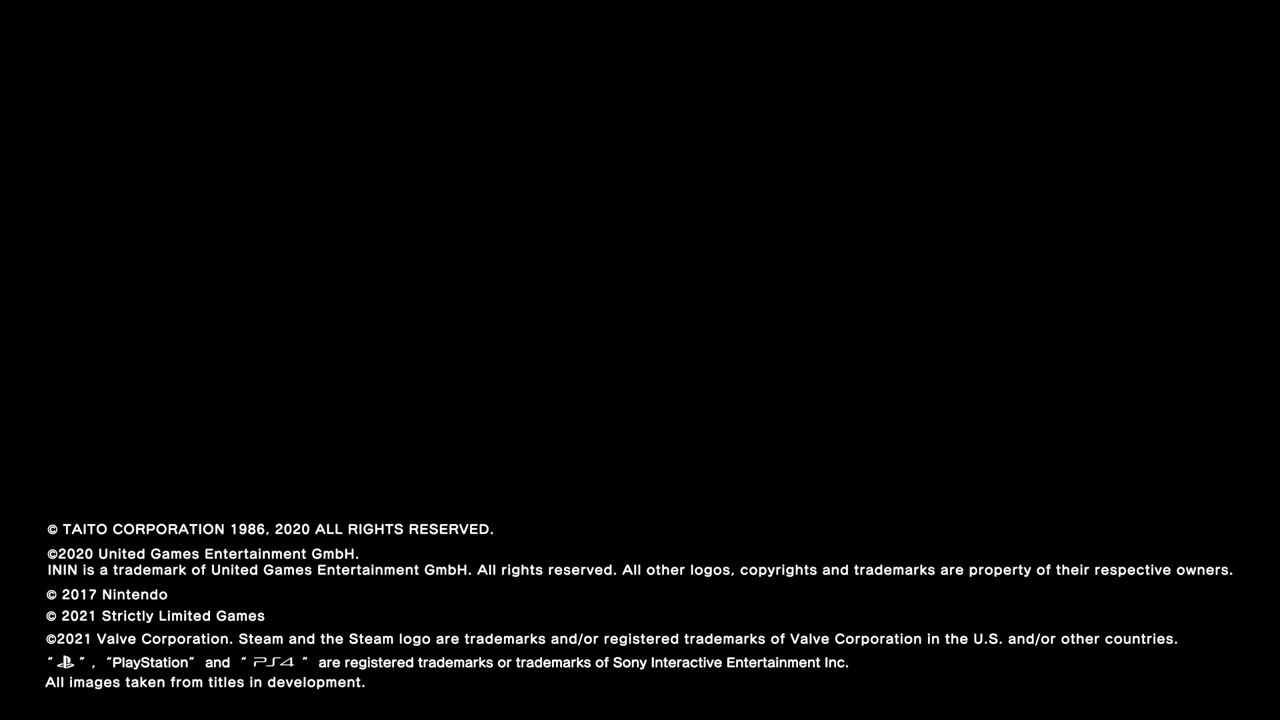 © TAITO CORPORATION 1986, 2020 ALL RIGHTS RESERVED.
©2020 United Games Entertainment GmbH.
ININ is a trademark of United Games Entertainment GmbH. All rights reserved. All other logos, copyrights and trademarks are property of their respective owners.
© 2017 Nintendo
© 2021 Strictly Limited Games
©2021 Valve Corporation. Steam and the Steam logo are trademarks and/or registered trademarks of Valve Corporation in the U.S. and/or other countries.
“ ”, “PlayStation” and “ PS4 ” are registered trademarks or trademarks of Sony Interactive Entertainment Inc.
All images taken from titles in development.